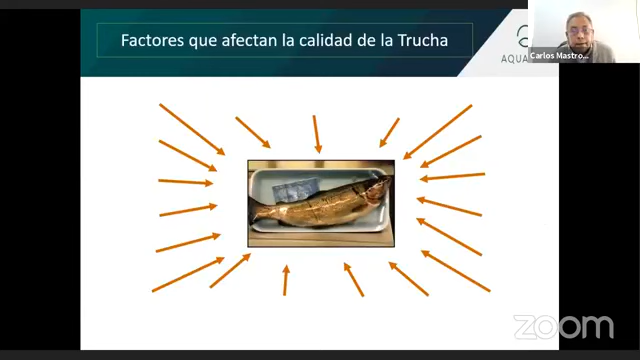 Factores que afectan la calidad de la Trucha
AQUA
Carlos Mastro...
zoom